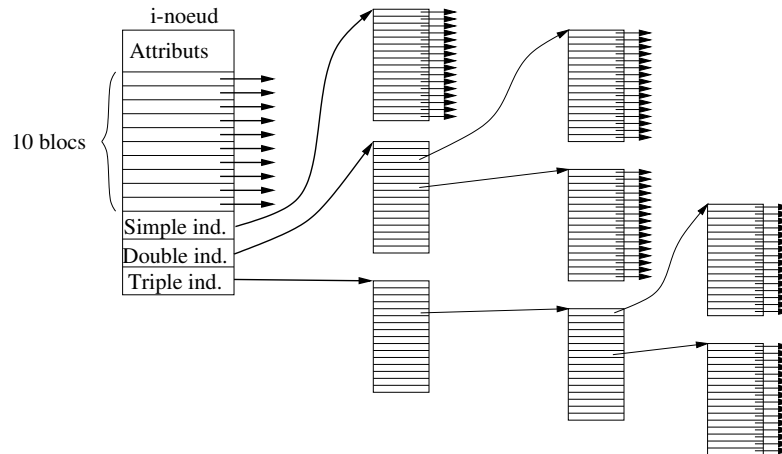 i-noeud
Attributs
10 blocs
Simple ind.
Double ind.
Triple ind.